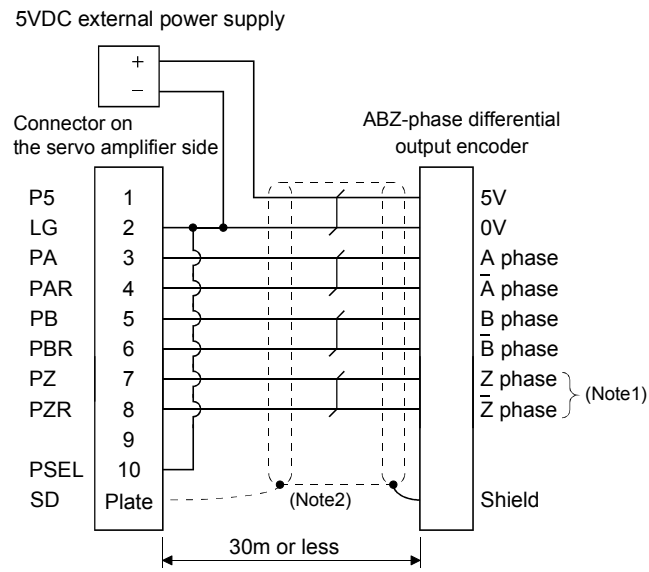 5VDC external power supply
+
−
Connector on
the servo amplifier side
ABZ-phase differential
output encoder
P5 1 5V
LG 2 0V
PA 3 A phase
PAR 4 A̅ phase
PB 5 B phase
PBR 6 B̅ phase
PZ 7 Z phase
PZR 8 Z̅ phase
(Note1)
9
PSEL 10
SD Plate (Note2) Shield
30m or less